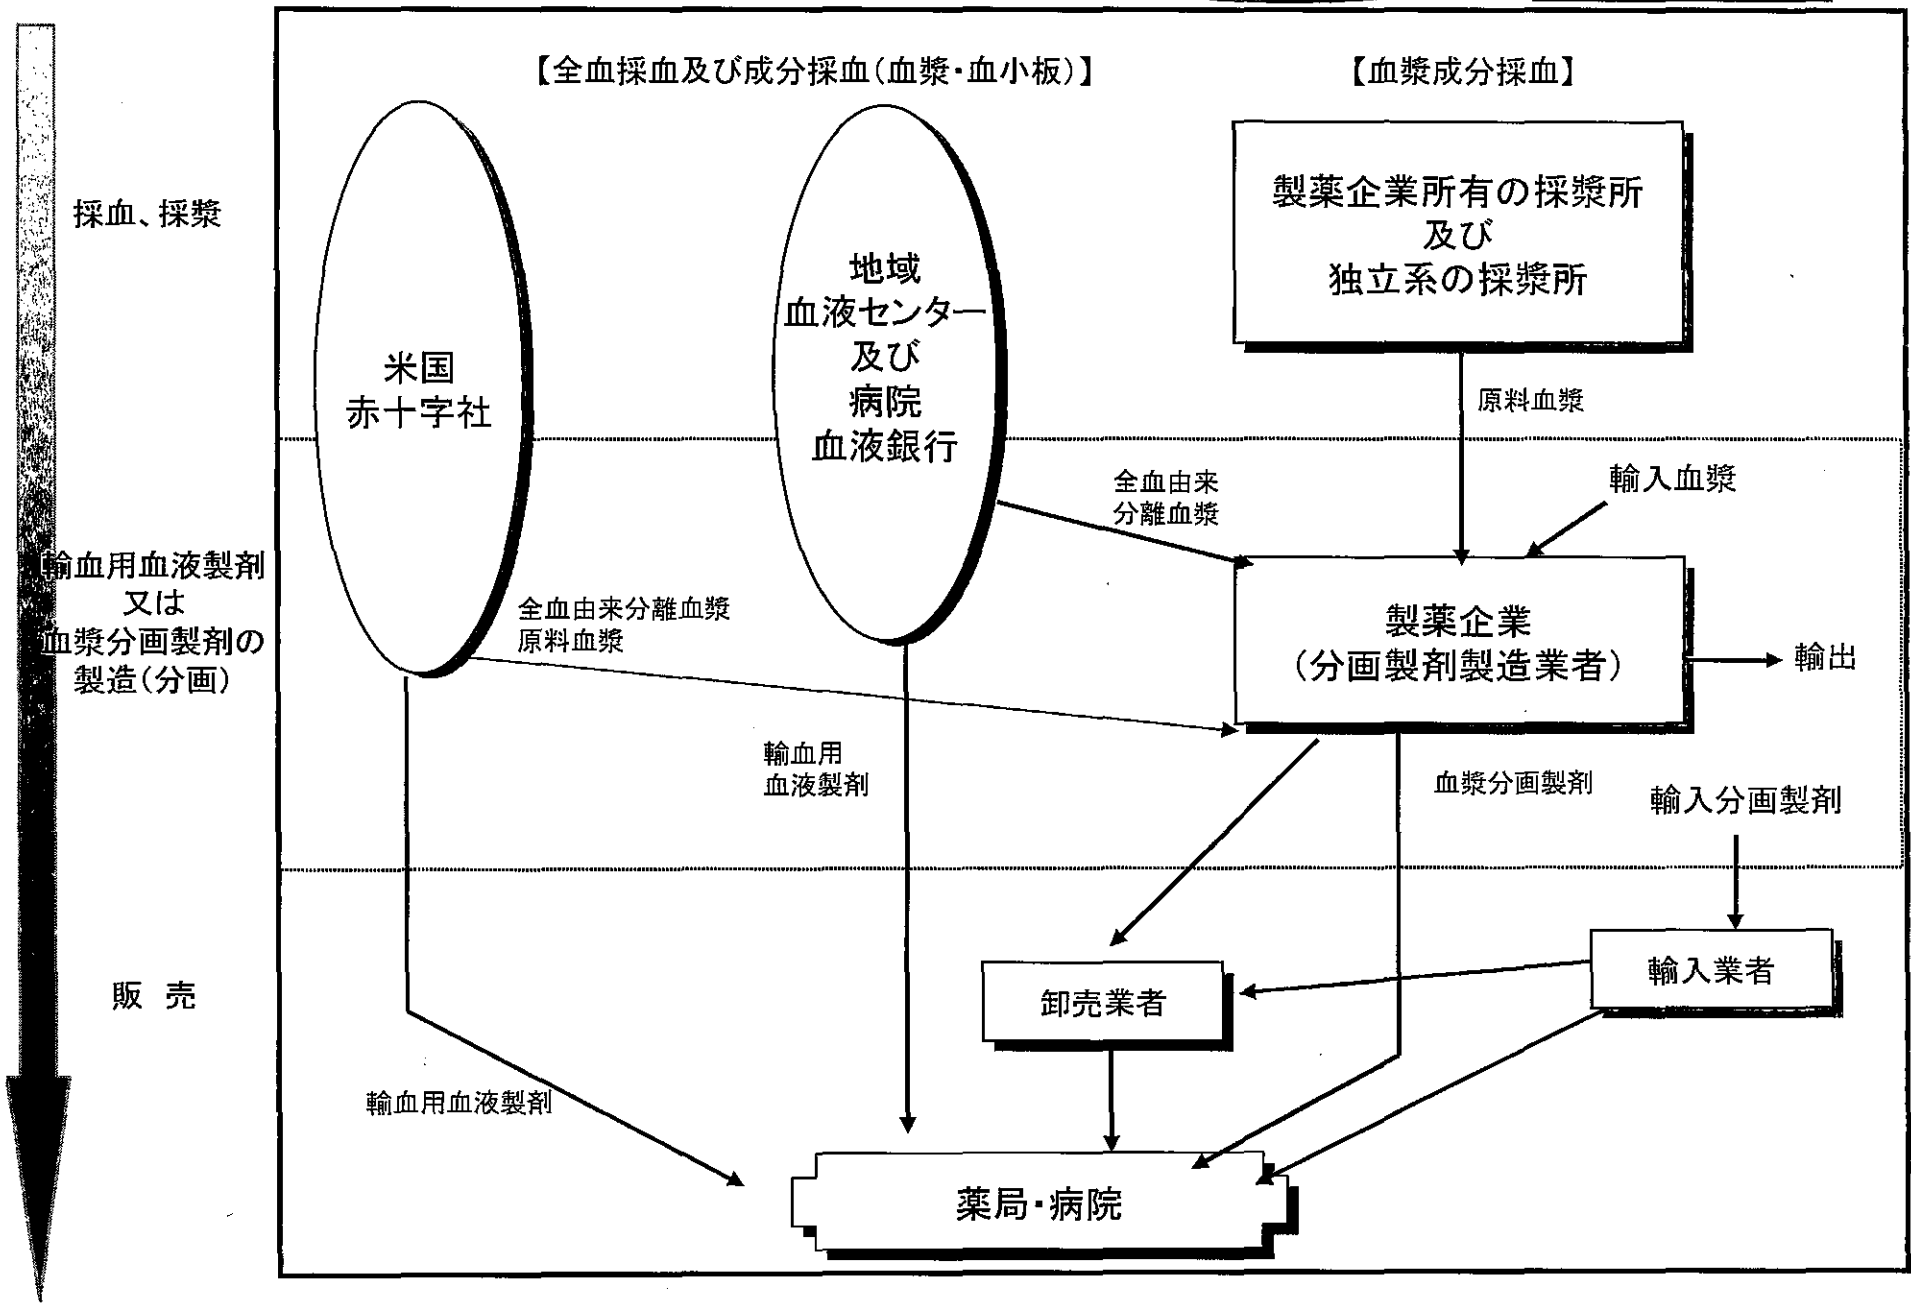 【全血採血及び成分採血(血漿・血小板)】
【血漿成分採血】
採血、採漿
米国
赤十字社
地域
血液センター
及び
病院
血液銀行
製薬企業所有の採漿所
及び
独立系の採漿所
原料血漿
輸入血漿
全血由来
分離血漿
輸血用血液製剤
又は
血漿分画製剤の
製造(分画)
全血由来分離血漿
原料血漿
製薬企業
(分画製剤製造業者)
輸出
輸血用
血液製剤
血漿分画製剤
輸入分画製剤
販 売
卸売業者
輸入業者
輸血用血液製剤
薬局・病院